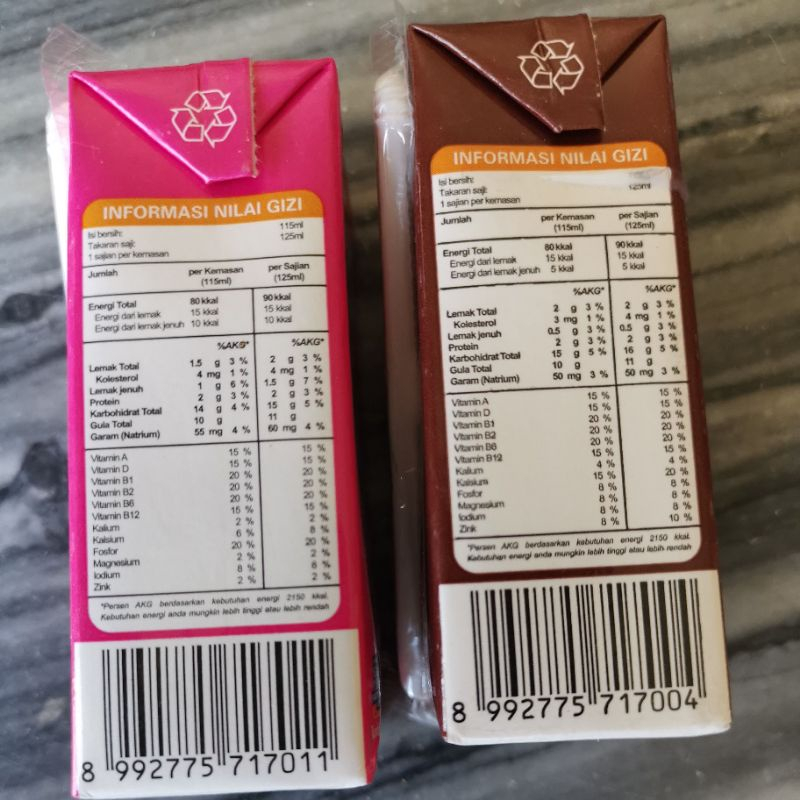 INFORMASI NILAI GIZI
Isi bersih: 115ml
Takaran saji: 125ml
1 sajian per kemasan
Jumlah per Kemasan (115ml) per Sajian (125ml)
Energi Total 80 kkal 90 kkal
Energi dari lemak 15 kkal 15 kkal
Energi dari lemak jenuh 10 kkal 10 kkal
%AKG* %AKG*
Lemak Total 1.5 g 3 % 2 g 3 %
Kolesterol 4 mg 1 % 4 mg 1 %
Lemak jenuh 1 g 6 % 1.5 g 7 %
Protein 2 g 3 % 2 g 3 %
Karbohidrat Total 14 g 4 % 15 g 5 %
Gula Total 10 g 11 g
Garam (Natrium) 55 mg 4 % 60 mg 4 %
Vitamin A 15 % 15 %
Vitamin D 15 % 15 %
Vitamin B1 20 % 20 %
Vitamin B2 20 % 20 %
Vitamin B6 20 % 20 %
Vitamin B12 15 % 15 %
Kalium 2 % 2 %
Kalsium 6 % 8 %
Fosfor 20 % 20 %
Magnesium 2 % 2 %
Iodium 8 % 8 %
Zink 2 % 2 %
*Persen AKG berdasarkan kebutuhan energi 2150 kkal.
Kebutuhan energi anda mungkin lebih tinggi atau lebih rendah
8 992775 717011
INFORMASI NILAI GIZI
Isi bersih:
Takaran saji: 125ml
1 sajian per kemasan
Jumlah per Kemasan (115ml) per Sajian (125ml)
Energi Total 80 kkal 90 kkal
Energi dari lemak 15 kkal 15 kkal
Energi dari lemak jenuh 5 kkal 5 kkal
%AKG* %AKG*
Lemak Total 2 g 3 % 2 g 3 %
Kolesterol 3 mg 1 % 4 mg 1 %
Lemak jenuh 0.5 g 3 % 0.5 g 3 %
Protein 2 g 3 % 2 g 3 %
Karbohidrat Total 15 g 5 % 16 g 5 %
Gula Total 10 g 11 g
Garam (Natrium) 50 mg 3 % 50 mg 3 %
Vitamin A 15 % 15 %
Vitamin D 15 % 15 %
Vitamin B1 20 % 20 %
Vitamin B2 20 % 20 %
Vitamin B6 20 % 20 %
Vitamin B12 15 % 15 %
Kalium 4 % 4 %
Kalsium 15 % 20 %
Fosfor 8 % 8 %
Magnesium 8 % 8 %
Iodium 8 % 8 %
Zink 8 % 10 %
*Persen AKG berdasarkan kebutuhan energi 2150 kkal.
Kebutuhan energi anda mungkin lebih tinggi atau lebih rendah
8 992775 717004